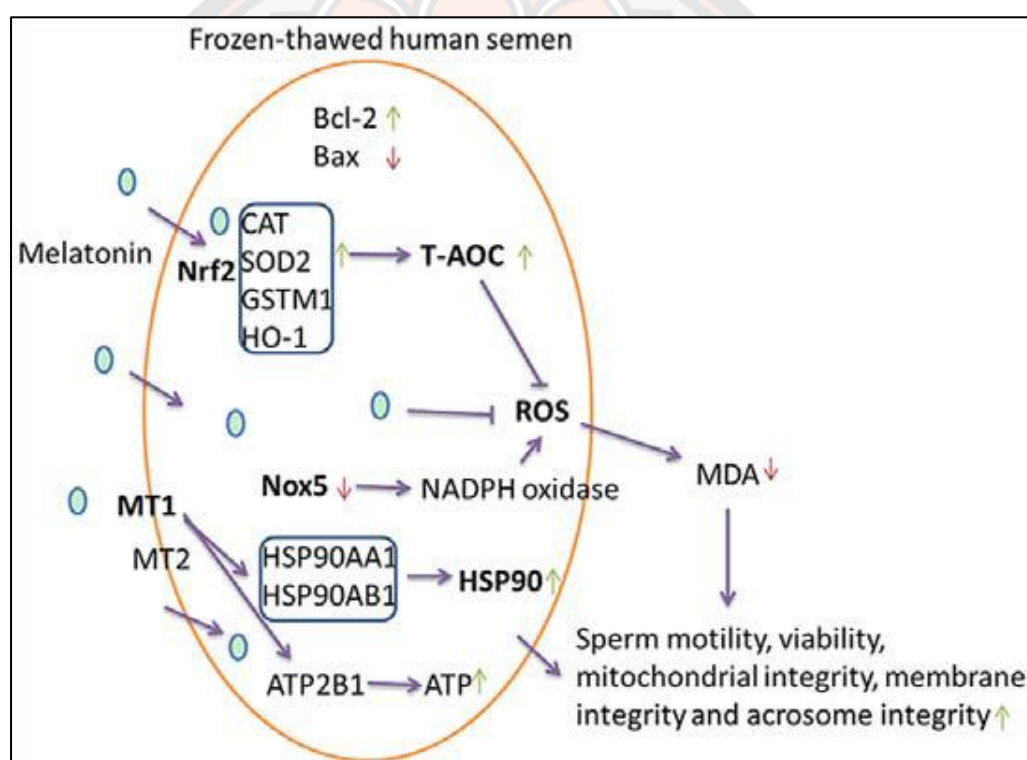 Frozen-thawed human semen
Bcl-2 ↑
Bax ↓
Melatonin
Nrf2
CAT
SOD2 ↑
GSTM1
HO-1
T-AOC ↑
ROS
Nox5 ↓
NADPH oxidase
MDA ↓
MT1
MT2
HSP90AA1
HSP90AB1
HSP90 ↑
ATP2B1
ATP ↑
Sperm motility, viability,
mitochondrial integrity, membrane
integrity and acrosome integrity ↑